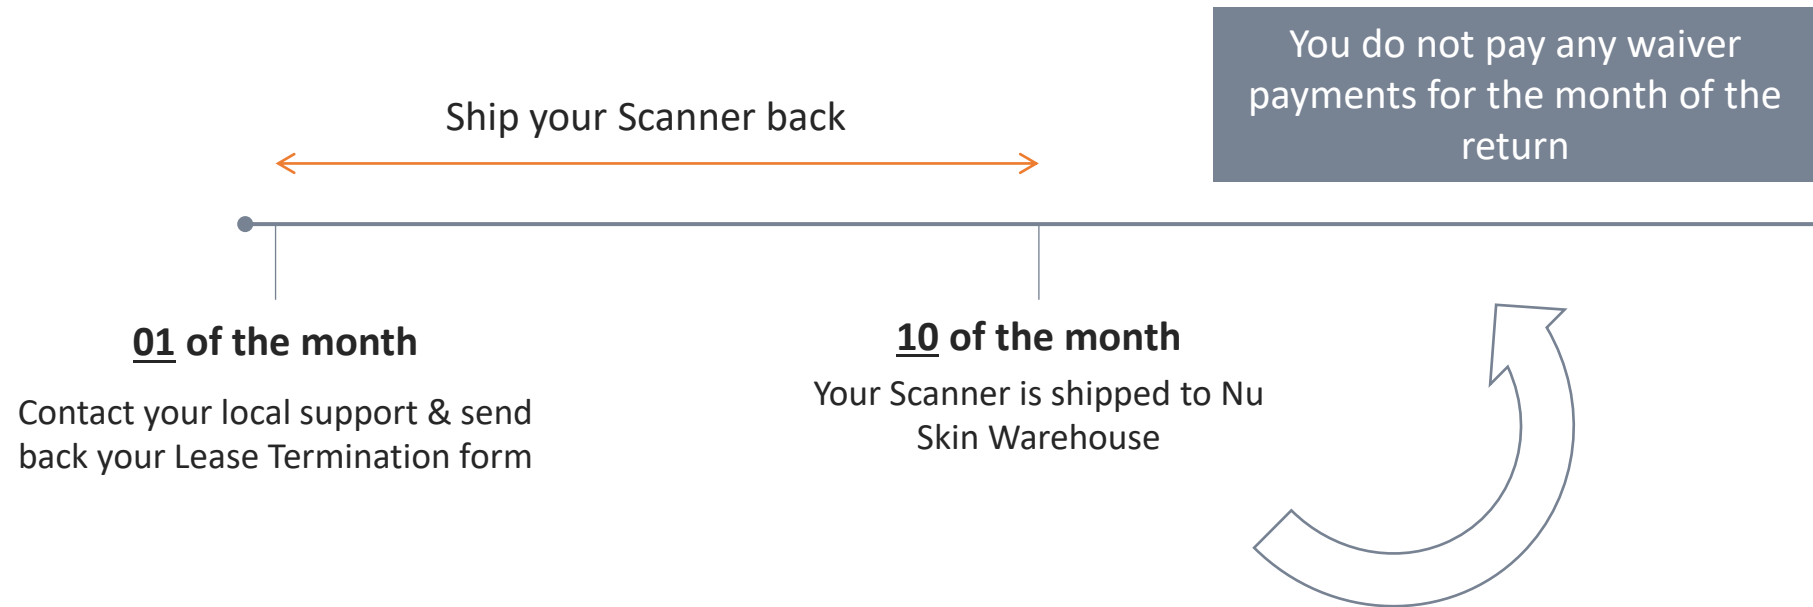 You do not pay any waiver
payments for the month of the
return
Ship your Scanner back
01 of the month
Contact your local support & send
back your Lease Termination form
10 of the month
Your Scanner is shipped to Nu
Skin Warehouse